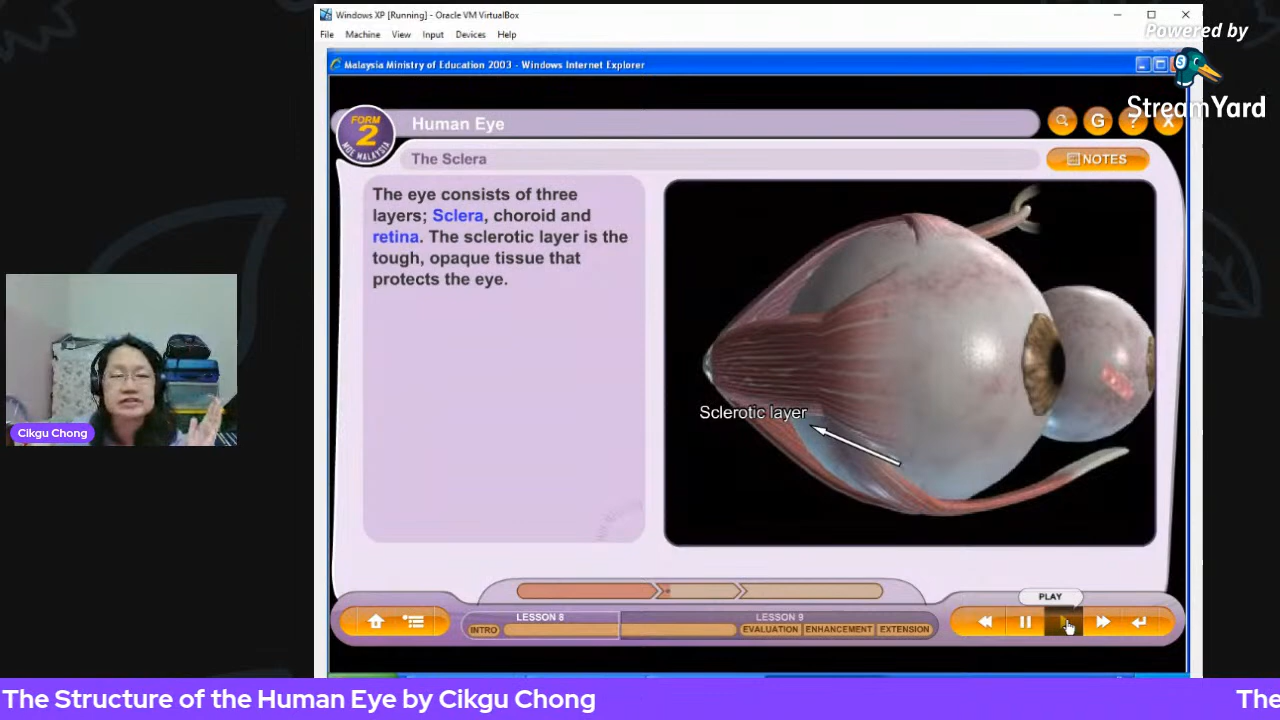 Windows XP [Running] - Oracle VM VirtualBox
File Machine View Input Devices Help
Powered by
StreamYard
Malaysia Ministry of Education 2003 - Windows Internet Explorer
FORM
2
MOE MALAYSIA
Human Eye
G ? X
The Sclera
NOTES
The eye consists of three
layers; Sclera, choroid and
retina. The sclerotic layer is the
tough, opaque tissue that
protects the eye.
Sclerotic layer
Cikgu Chong
PLAY
LESSON 8
LESSON 9
INTRO
EVALUATION ENHANCEMENT EXTENSION
The Structure of the Human Eye by Cikgu Chong
The